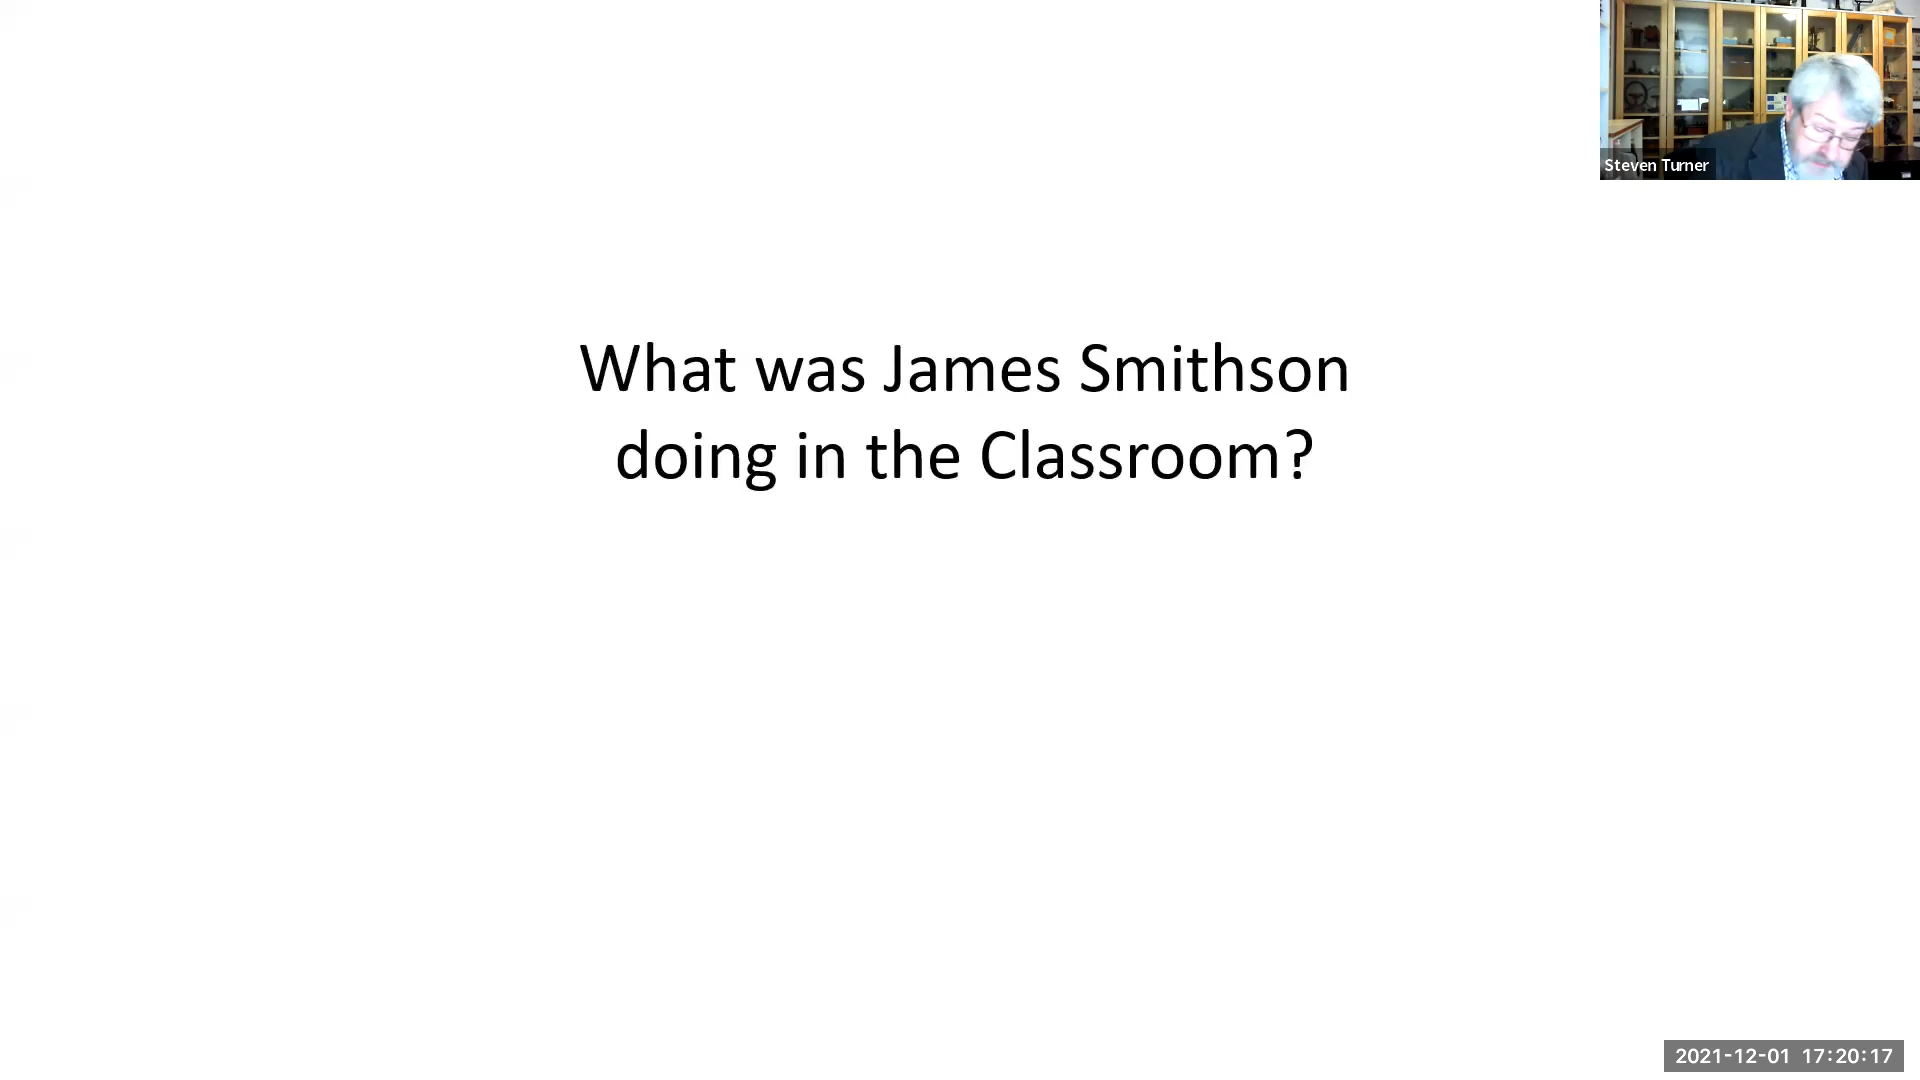 Steven Turner
What was James Smithson
doing in the Classroom?
2021-12-01 17:20:17